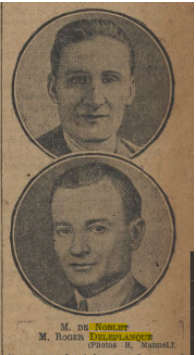 M. DE NOBLET
M. ROGER DELEPLANQUE
(Photos H. Manuel.)